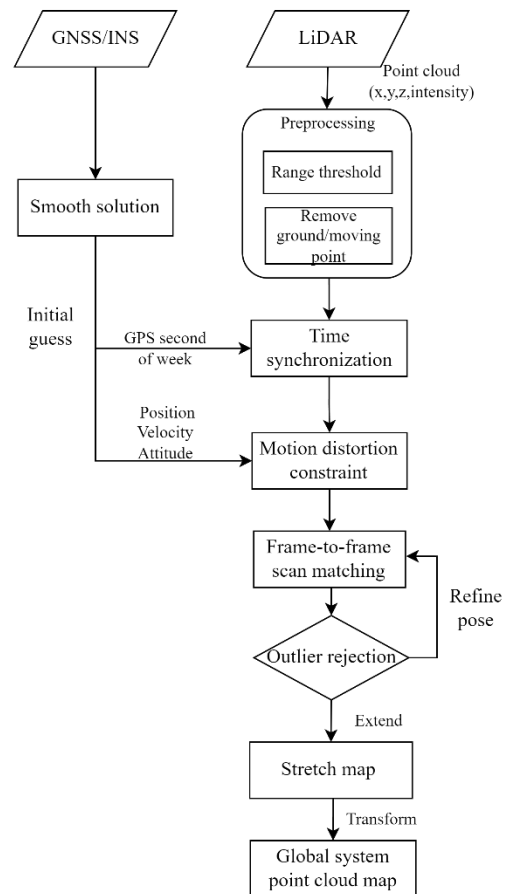 GNSS/INS
LiDAR
Point cloud
(x,y,z,intensity)
Preprocessing
Range threshold
Remove
ground/moving
point
Smooth solution
Initial
guess
GPS second
of week
Time
synchronization
Position
Velocity
Attitude
Motion distortion
constraint
Frame-to-frame
scan matching
Refine
pose
Outlier rejection
Extend
Stretch map
Transform
Global system
point cloud map